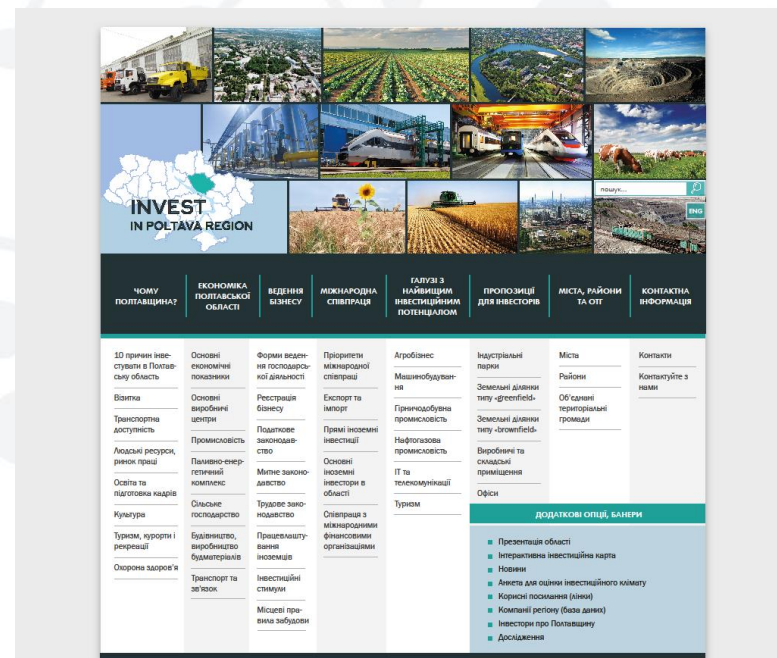 INVEST
IN POLTAVA REGION
пошук...
ENG
ЧОМУ
ПОЛТАВЩИНА?
ЕКОНОМІКА
ПОЛТАВСЬКОЇ
ОБЛАСТІ
ВЕДЕННЯ
БІЗНЕСУ
МІЖНАРОДНА
СПІВПРАЦЯ
ГАЛУЗІ З
НАЙВИЩИМ
ІНВЕСТИЦІЙНИМ
ПОТЕНЦІАЛОМ
ПРОПОЗИЦІЇ
ДЛЯ ІНВЕСТОРІВ
МІСТА, РАЙОНИ
ТА ОТГ
КОНТАКТНА
ІНФОРМАЦІЯ
10 причин інве-
стувати в Полтав-
ську область
Візитка
Транспортна
доступність
Людські ресурси,
ринок праці
Освіта та
підготовка кадрів
Культура
Туризм, курорти і
рекреації
Охорона здоров'я
Основні
економічні
показники
Основні
виробничі
центри
Промисловість
Паливно-енер-
гетичний
комплекс
Сільське
господарство
Будівництво,
виробництво
будматеріалів
Транспорт та
зв'язок
Форми веден-
ня господарсь-
кої діяльності
Реєстрація
бізнесу
Податкове
законодав-
ство
Митне законо-
давство
Трудове зако-
нодавство
Працевлашту-
вання
іноземців
Інвестиційні
стимули
Місцеві пра-
вила забудови
Пріоритети
міжнародної
співпраці
Експорт та
імпорт
Прямі іноземні
інвестиції
Основні
іноземні
інвестори в
області
Співпраця з
міжнародними
фінансовими
організаціями
Агробізнес
Машинобудуван-
ня
Гірничодобувна
промисловість
Нафтогазова
промисловість
ІТ та
телекомунікації
Туризм
Індустріальні
парки
Земельні ділянки
типу «greenfield»
Земельні ділянки
типу «brownfield»
Виробничі та
складські
приміщення
Офіси
Міста
Райони
Об'єднані
територіальні
громади
Контакти
Контактуйте з
нами
ДОДАТКОВІ ОПЦІЇ, БАНЕРИ
Презентація області
Інтерактивна інвестиційна карта
Новини
Анкета для оцінки інвестиційного клімату
Корисні посилання (лінки)
Компанії регіону (база даних)
Інвестори про Полтавщину
Дослідження